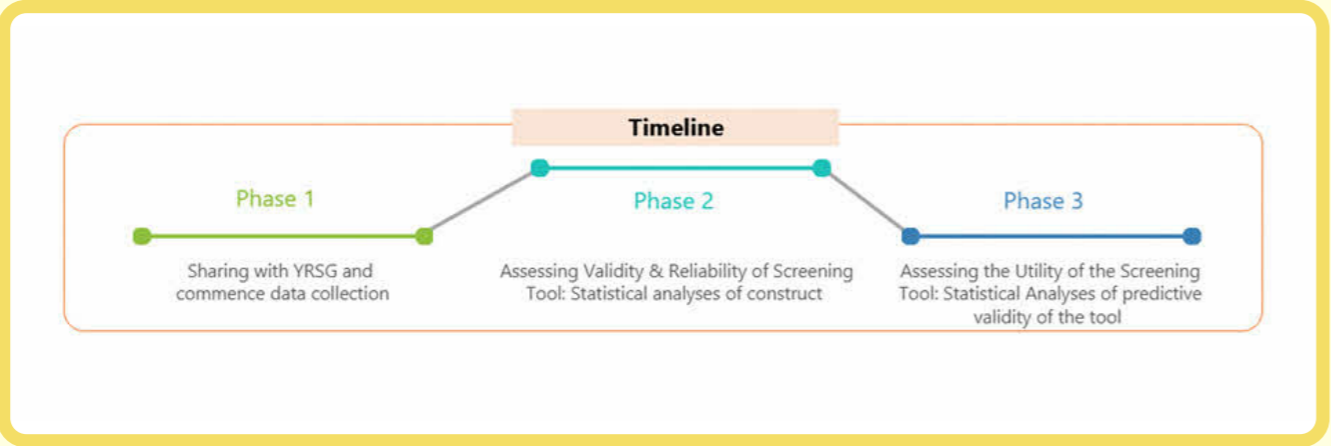 Timeline
Phase 1
Sharing with YRSG and
commence data collection
Phase 2
Assessing Validity & Reliability of Screening
Tool: Statistical analyses of construct
Phase 3
Assessing the Utility of the Screening
Tool: Statistical Analyses of predictive
validity of the tool